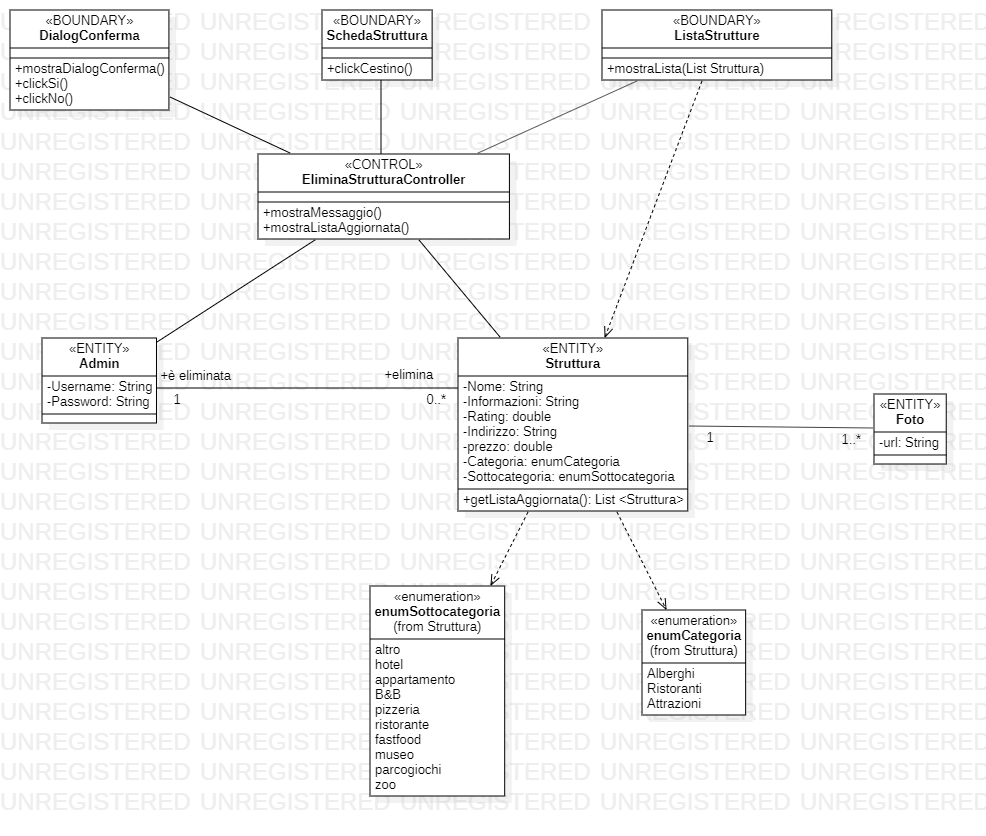 «BOUNDARY»
DialogConferma
+mostraDialogConferma()
+clickSi()
+clickNo()
«BOUNDARY»
SchedaStruttura
+clickCestino()
«BOUNDARY»
ListaStrutture
+mostraLista(List Struttura)
«CONTROL»
EliminaStrutturaController
+mostraMessaggio()
+mostraListaAggiornata()
«ENTITY»
Admin
-Username: String
-Password: String
+è eliminata
1
+elimina
0..*
«ENTITY»
Struttura
-Nome: String
-Informazioni: String
-Rating: double
-Indirizzo: String
-prezzo: double
-Categoria: enumCategoria
-Sottocategoria: enumSottocategoria
+getListaAggiornata(): List <Struttura>
1
1..*
«ENTITY»
Foto
-url: String
«enumeration»
enumSottocategoria
(from Struttura)
altro
hotel
appartamento
B&B
pizzeria
ristorante
fastfood
museo
parcogiochi
zoo
«enumeration»
enumCategoria
(from Struttura)
Alberghi
Ristoranti
Attrazioni
UNREGISTERED